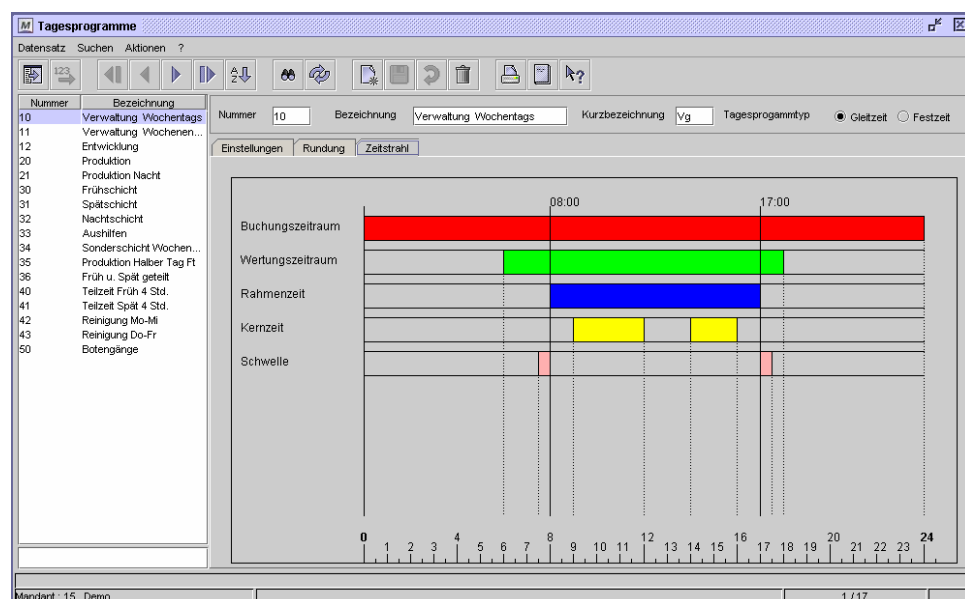 Tagesprogramme
Datensatz Suchen Aktionen ?
123
A Z
?
Nummer Bezeichnung
10 Verwaltung Wochentags
11 Verwaltung Wochenen...
12 Entwicklung
20 Produktion
21 Produktion Nacht
30 Frühschicht
31 Spätschicht
32 Nachtschicht
33 Aushilfen
34 Sonderschicht Wochen...
35 Produktion Halber Tag Ft
36 Früh u. Spät geteilt
40 Teilzeit Früh 4 Std.
41 Teilzeit Spät 4 Std.
42 Reinigung Mo-Mi
43 Reinigung Do-Fr
50 Botengänge
Nummer 10 Bezeichnung Verwaltung Wochentags Kurzbezeichnung Vg Tagesprogammtyp Gleitzeit Festzeit
Einstellungen Rundung Zeitstrahl
08:00 17:00
Buchungszeitraum
Wertungszeitraum
Rahmenzeit
Kernzeit
Schwelle
0 1 2 3 4 5 6 7 8 9 10 11 12 13 14 15 16 17 18 19 20 21 22 23 24
Mandant : 15 Demo 1 / 17